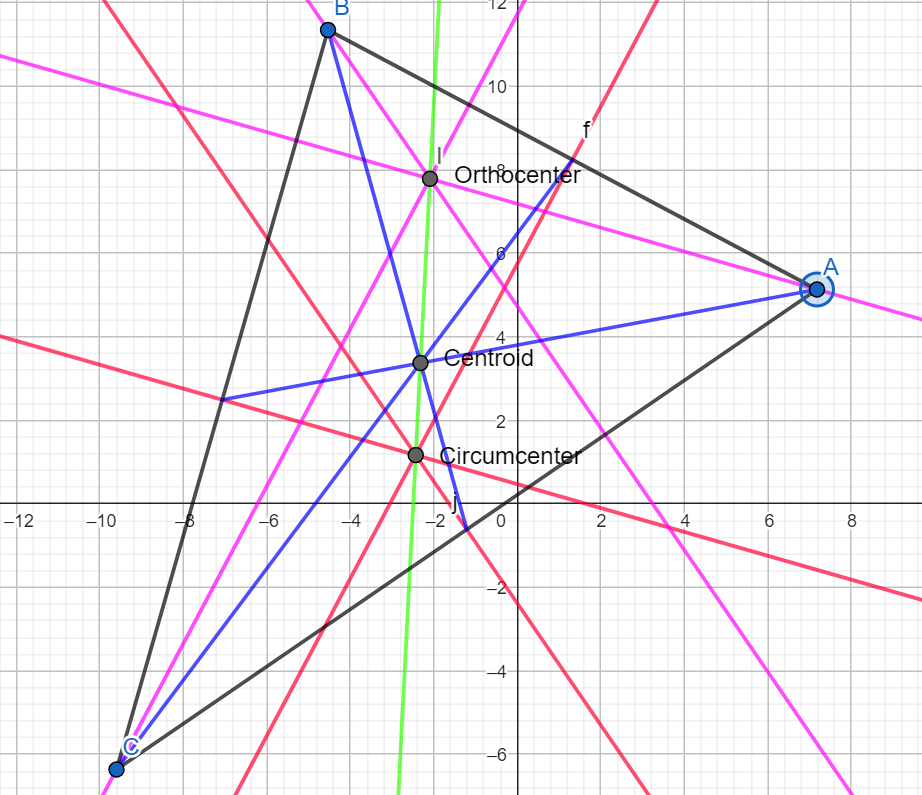 12
B
10
f
l
8
Orthocenter
6
A
4
Centroid
2
Circumcenter
j
–12
–10
–8
–6
–4
–2
0
2
4
6
8
–2
–4
C
–6